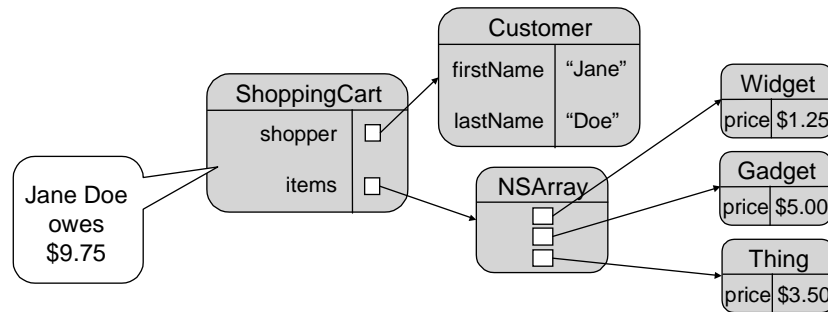 Customer
firstName "Jane"
lastName "Doe"
ShoppingCart
shopper
items
Jane Doe
owes
$9.75
NSArray
Widget
price $1.25
Gadget
price $5.00
Thing
price $3.50